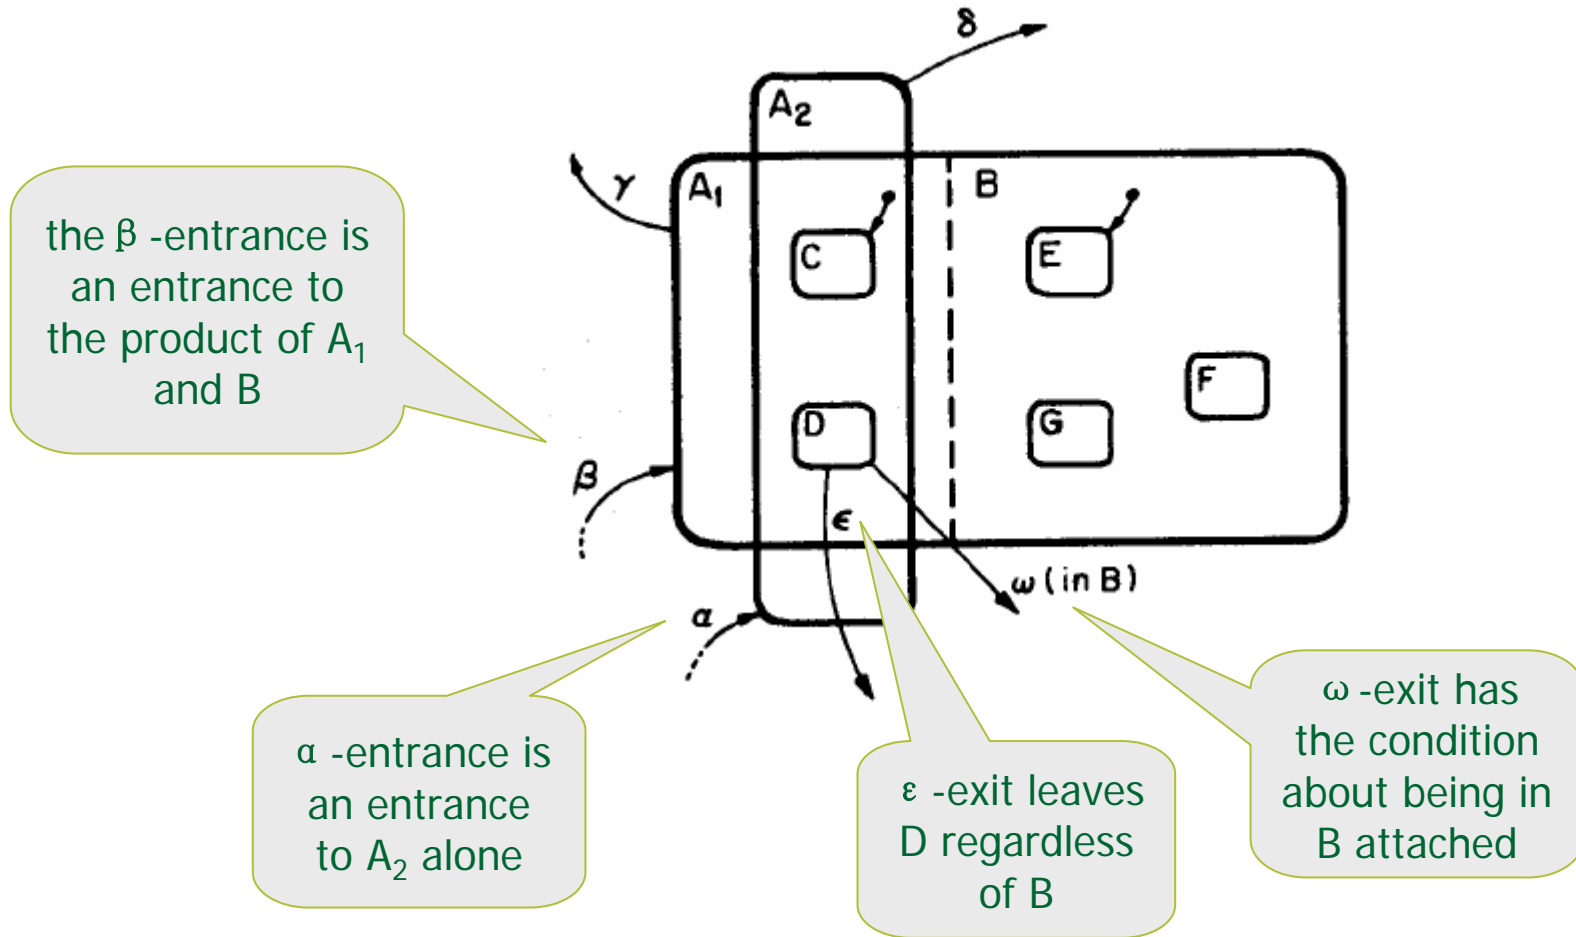 δ
A₂
γ
A₁
B
C
E
F
D
G
β
ϵ
ω (in B)
α
the β -entrance is
an entrance to
the product of A₁
and B
α -entrance is
an entrance
to A₂ alone
ε -exit leaves
D regardless
of B
ω -exit has
the condition
about being in
B attached